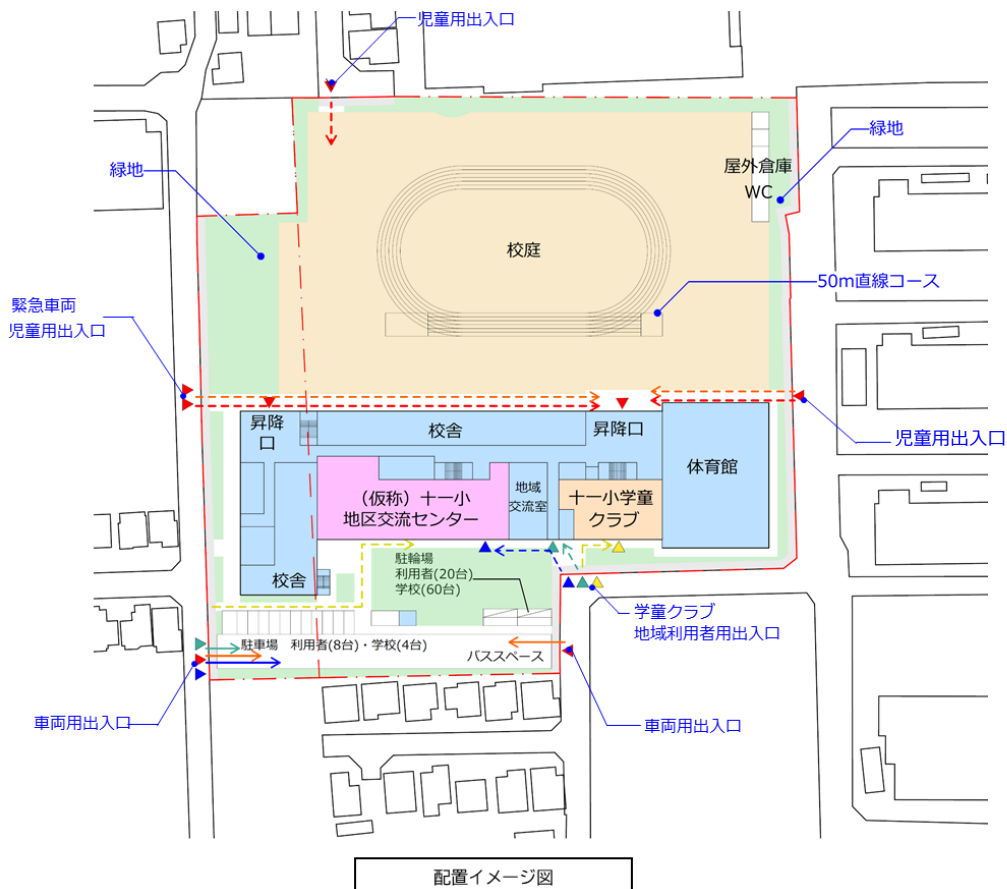 児童用出入口
緑地
緑地
屋外倉庫
WC
校庭
50m直線コース
緊急車両
児童用出入口
昇降
口
校舎
昇降口
体育館
児童用出入口
(仮称)十一小
地区交流センター
地域
交流室
十一小学童
クラブ
校舎
駐輪場
利用者(20台)
学校(60台)
学童クラブ
地域利用者用出入口
駐車場 利用者(8台)・学校(4台)
バススペース
車両用出入口
車両用出入口
配置イメージ図